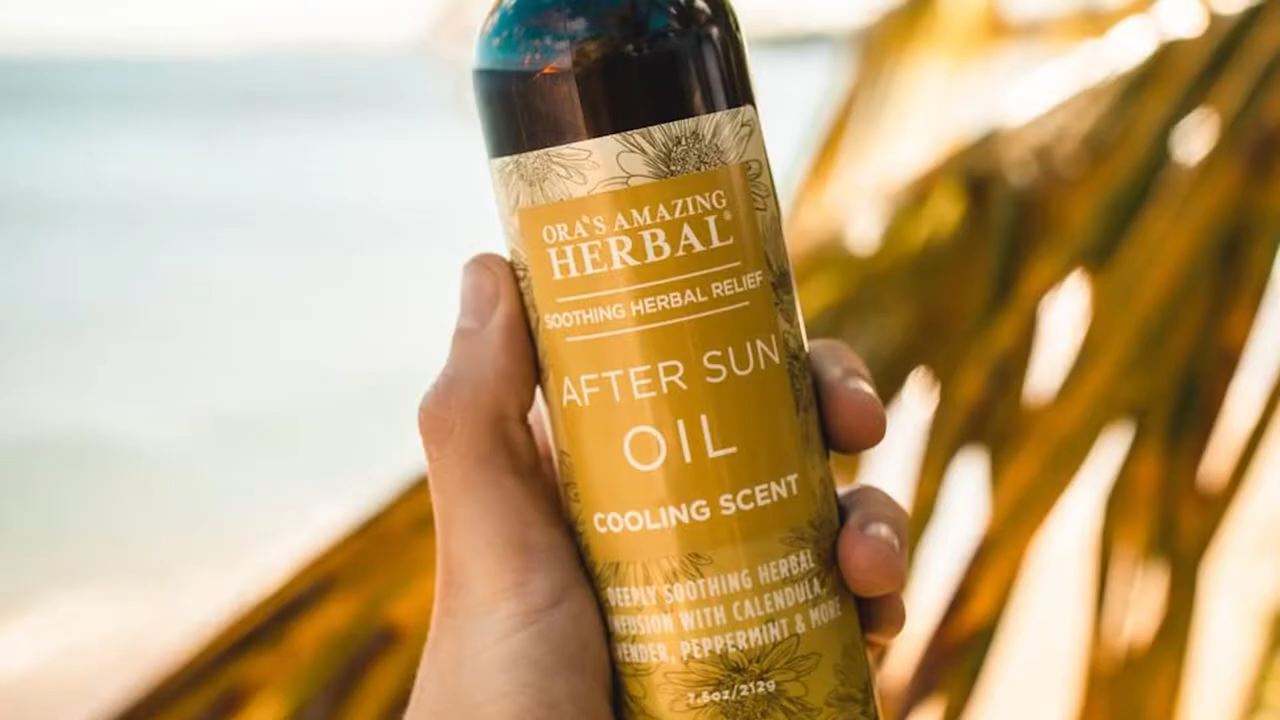 ORA'S AMAZING
HERBAL®
SOOTHING HERBAL RELIEF
AFTER SUN
OIL
COOLING SCENT
DEEPLY SOOTHING HERBAL
NFUSION WITH CALENDULA,
VENDER, PEPPERMINT & MORE
7.5oz/212g